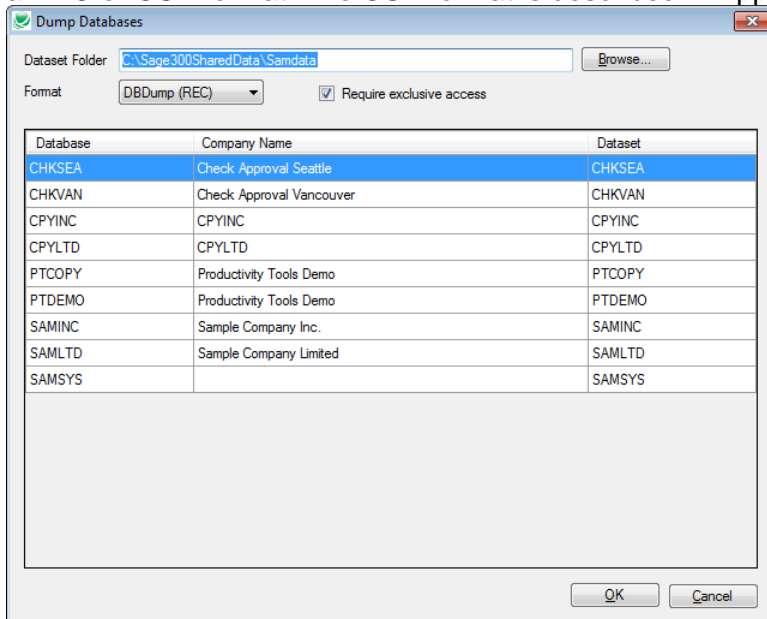 Dump Databases
Dataset Folder C:\Sage300SharedData\Samdata Browse...
Format DBDump (REC) Require exclusive access
Database Company Name Dataset
CHKSEA Check Approval Seattle CHKSEA
CHKVAN Check Approval Vancouver CHKVAN
CPYINC CPYINC CPYINC
CPYLTD CPYLTD CPYLTD
PTCOPY Productivity Tools Demo PTCOPY
PTDEMO Productivity Tools Demo PTDEMO
SAMINC Sample Company Inc. SAMINC
SAMLTD Sample Company Limited SAMLTD
SAMSYS SAMSYS
OK Cancel